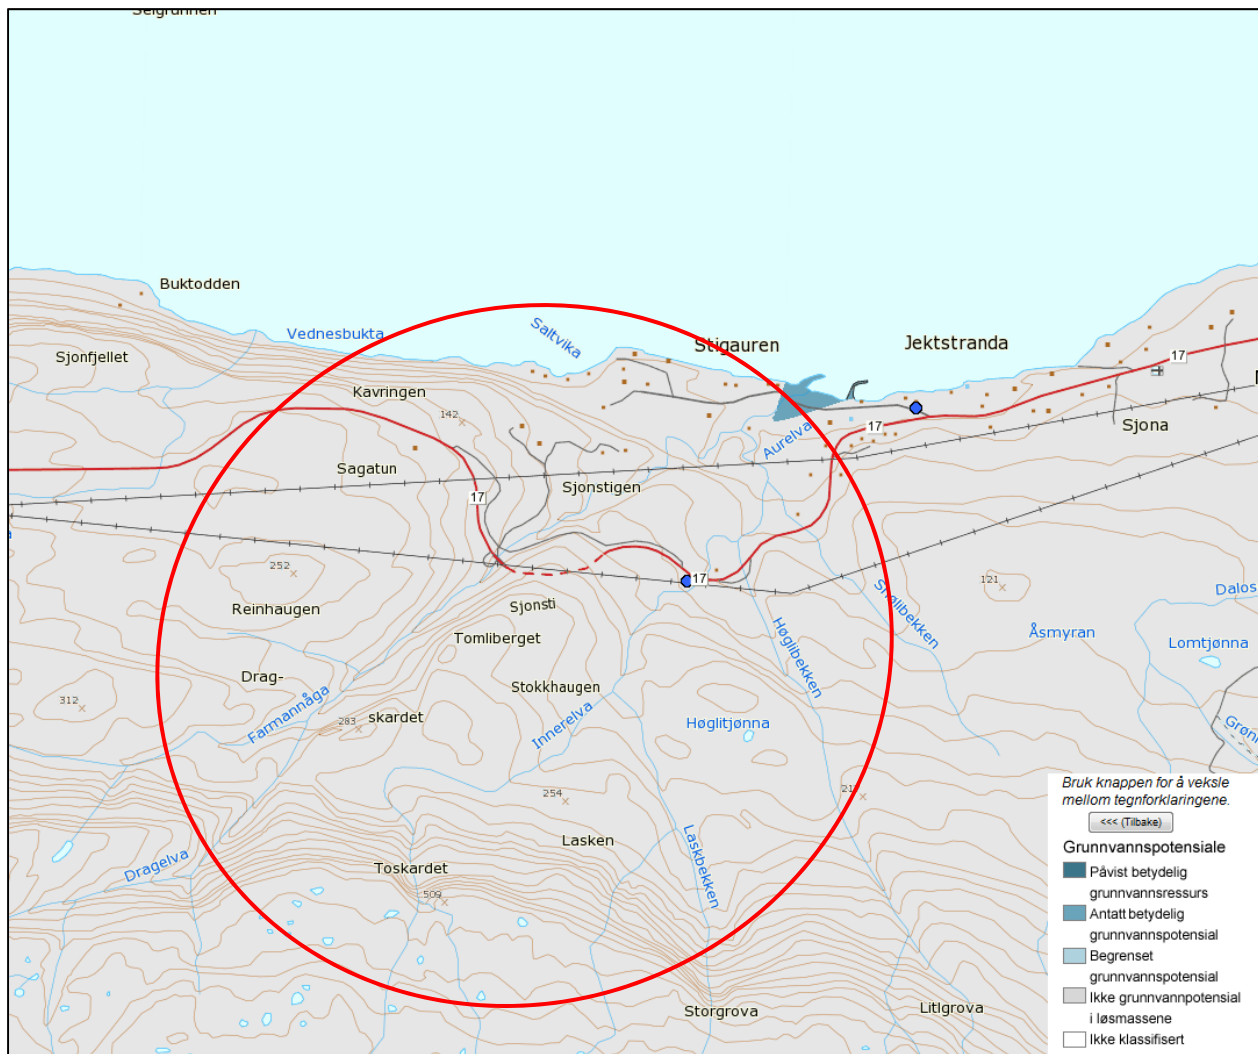 Selgrunnen
Buktodden
Vednesbukta
Saltvika
Stigauren
Jektstranda
Sjonfjellet
17
Kavringen
142
17
Sjona
Aurelva
Sagatun
17
Sjonstigen
252
17
121
Reinhaugen
Sjonsti
Tomliberget
Høglibekken
Åsmyran
Lomtjønna
Drag-
Stokkhaugen
312
Farmannåga
283
skardet
Innerelva
Høglitjønna
254
Lasken
Dragelva
Toskardet
Laskbekken
509
Storgrova
Litlgrova
Bruk knappen for å veksle
mellom tegnforklaringene.
<<< (Tilbake)
Grunnvannspotensiale
Påvist betydelig
grunnvannsressurs
Antatt betydelig
grunnvannspotensial
Begrenset
grunnvannspotensial
Ikke grunnvannpotensial
i løsmassene
Ikke klassifisert